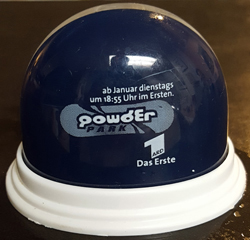 ab Januar dienstags
um 18:55 Uhr im Ersten.
powdEr
PARK
1
ARD
Das Erste